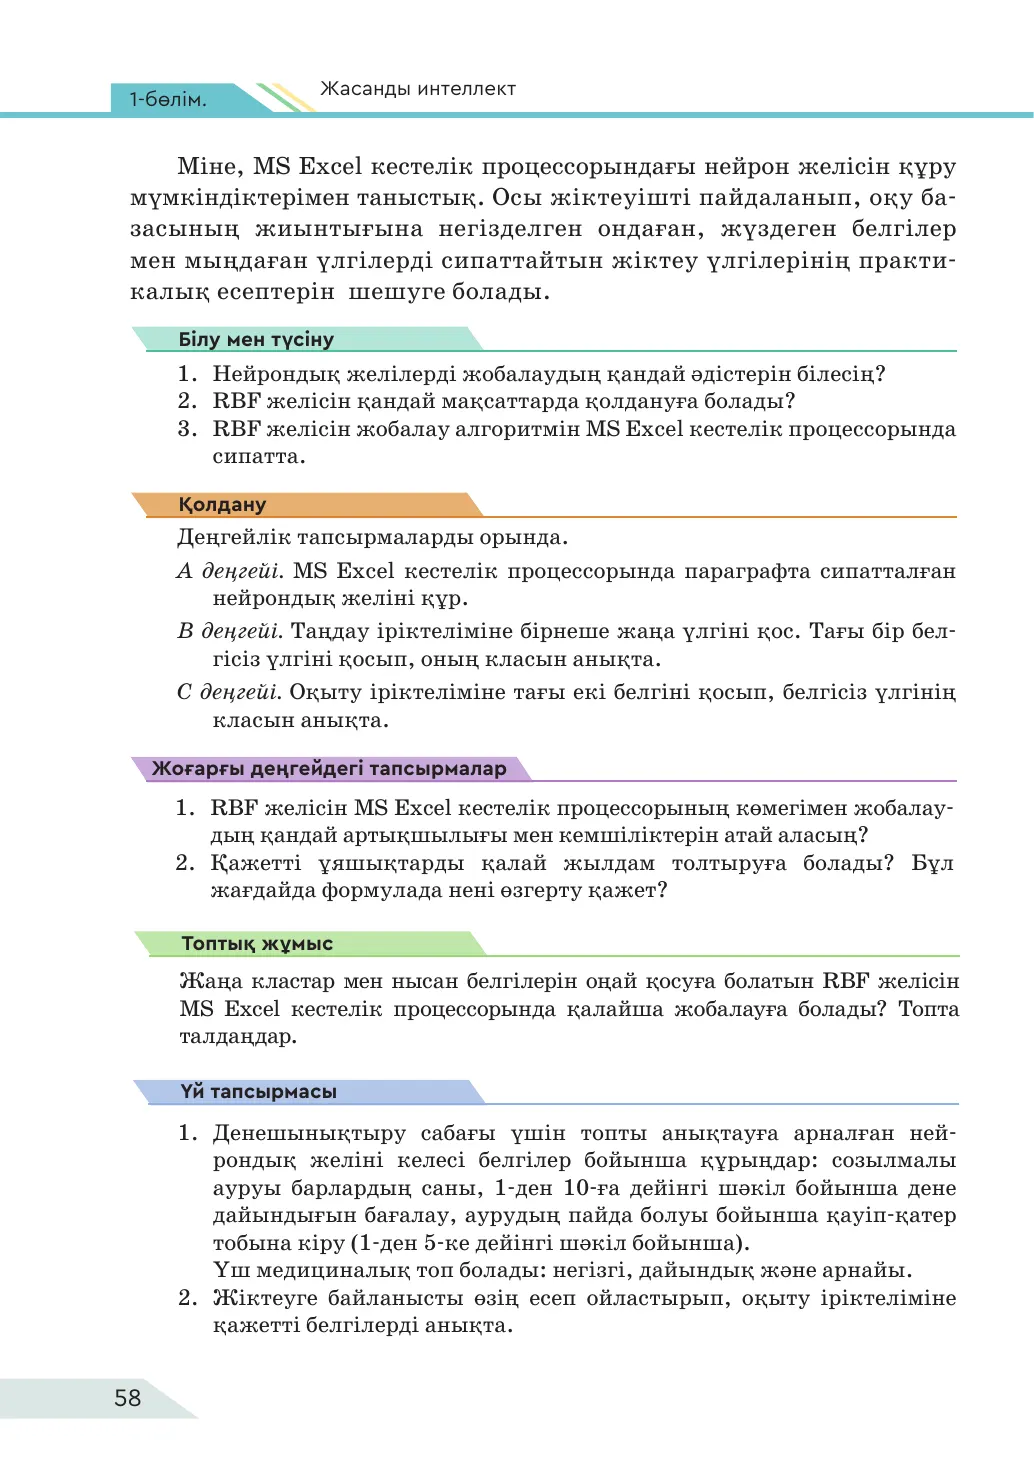 1-бөлім.
Жасанды интеллект
Міне, MS Excel кестелік процессорындағы нейрон желісін құру
мүмкіндіктерімен таныстық. Осы жіктеуішті пайдаланып, оқу ба-
засының жиынтығына негізделген ондаған, жүздеген белгілер
мен мыңдаған үлгілерді сипаттайтын жіктеу үлгілерінің практи-
калық есептерін шешуге болады.
Білу мен түсіну
1. Нейрондық желілерді жобалаудың қандай әдістерін білесің?
2. RBF желісін қандай мақсаттарда қолдануға болады?
3. RBF желісін жобалау алгоритмін MS Excel кестелік процессорында
сипатта.
Қолдану
Деңгейлік тапсырмаларды орында.
А деңгейі. MS Excel кестелік процессорында параграфта сипатталған
нейрондық желіні құр.
В деңгейі. Таңдау іріктеліміне бірнеше жаңа үлгіні қос. Тағы бір бел-
гісіз үлгіні қосып, оның класын анықта.
С деңгейі. Оқыту іріктеліміне тағы екі белгіні қосып, белгісіз үлгінің
класын анықта.
Жоғарғы деңгейдегі тапсырмалар
1. RBF желісін MS Excel кестелік процессорының көмегімен жобалау-
дың қандай артықшылығы мен кемшіліктерін атай аласың?
2. Қажетті ұяшықтарды қалай жылдам толтыруға болады? Бұл
жағдайда формулада нені өзгерту қажет?
Топтық жұмыс
Жаңа кластар мен нысан белгілерін оңай қосуға болатын RBF желісін
MS Excel кестелік процессорында қалайша жобалауға болады? Топта
талдаңдар.
Үй тапсырмасы
1. Денешынықтыру сабағы үшін топты анықтауға арналған ней-
рондық желіні келесі белгілер бойынша құрыңдар: созылмалы
ауруы барлардың саны, 1-ден 10-ға дейінгі шәкіл бойынша дене
дайындығын бағалау, аурудың пайда болуы бойынша қауіп-қатер
тобына кіру (1-ден 5-ке дейінгі шәкіл бойынша).
Үш медициналық топ болады: негізгі, дайындық және арнайы.
2. Жіктеуге байланысты өзің есеп ойластырып, оқыту іріктеліміне
қажетті белгілерді анықта.
58